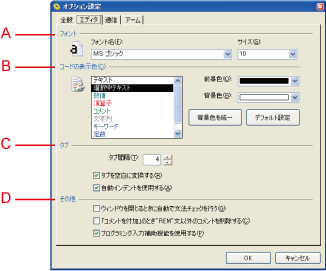 オプション設定
全般 エディタ 通信 アーム
A
フォント
フォント名(F): サイズ(S):
MS ゴシック 10
B
コードの表示色(C):
テキスト
選択中テキスト
数値
演算子
コメント
文字列
キーワード
定数
前景色(O):
背景色(B):
背景色を統一 デフォルト設定
C
タブ
タブ間隔(T): 4
タブを空白に変換する(R)
自動インデントを使用する(A)
D
その他
ウィンドウを閉じるときに自動で文法チェックを行う(G)
「コメントを付加」のとき"REM"文以外のコメントを削除する(C)
プログラミング入力補助機能を使用する(P)
OK キャンセル